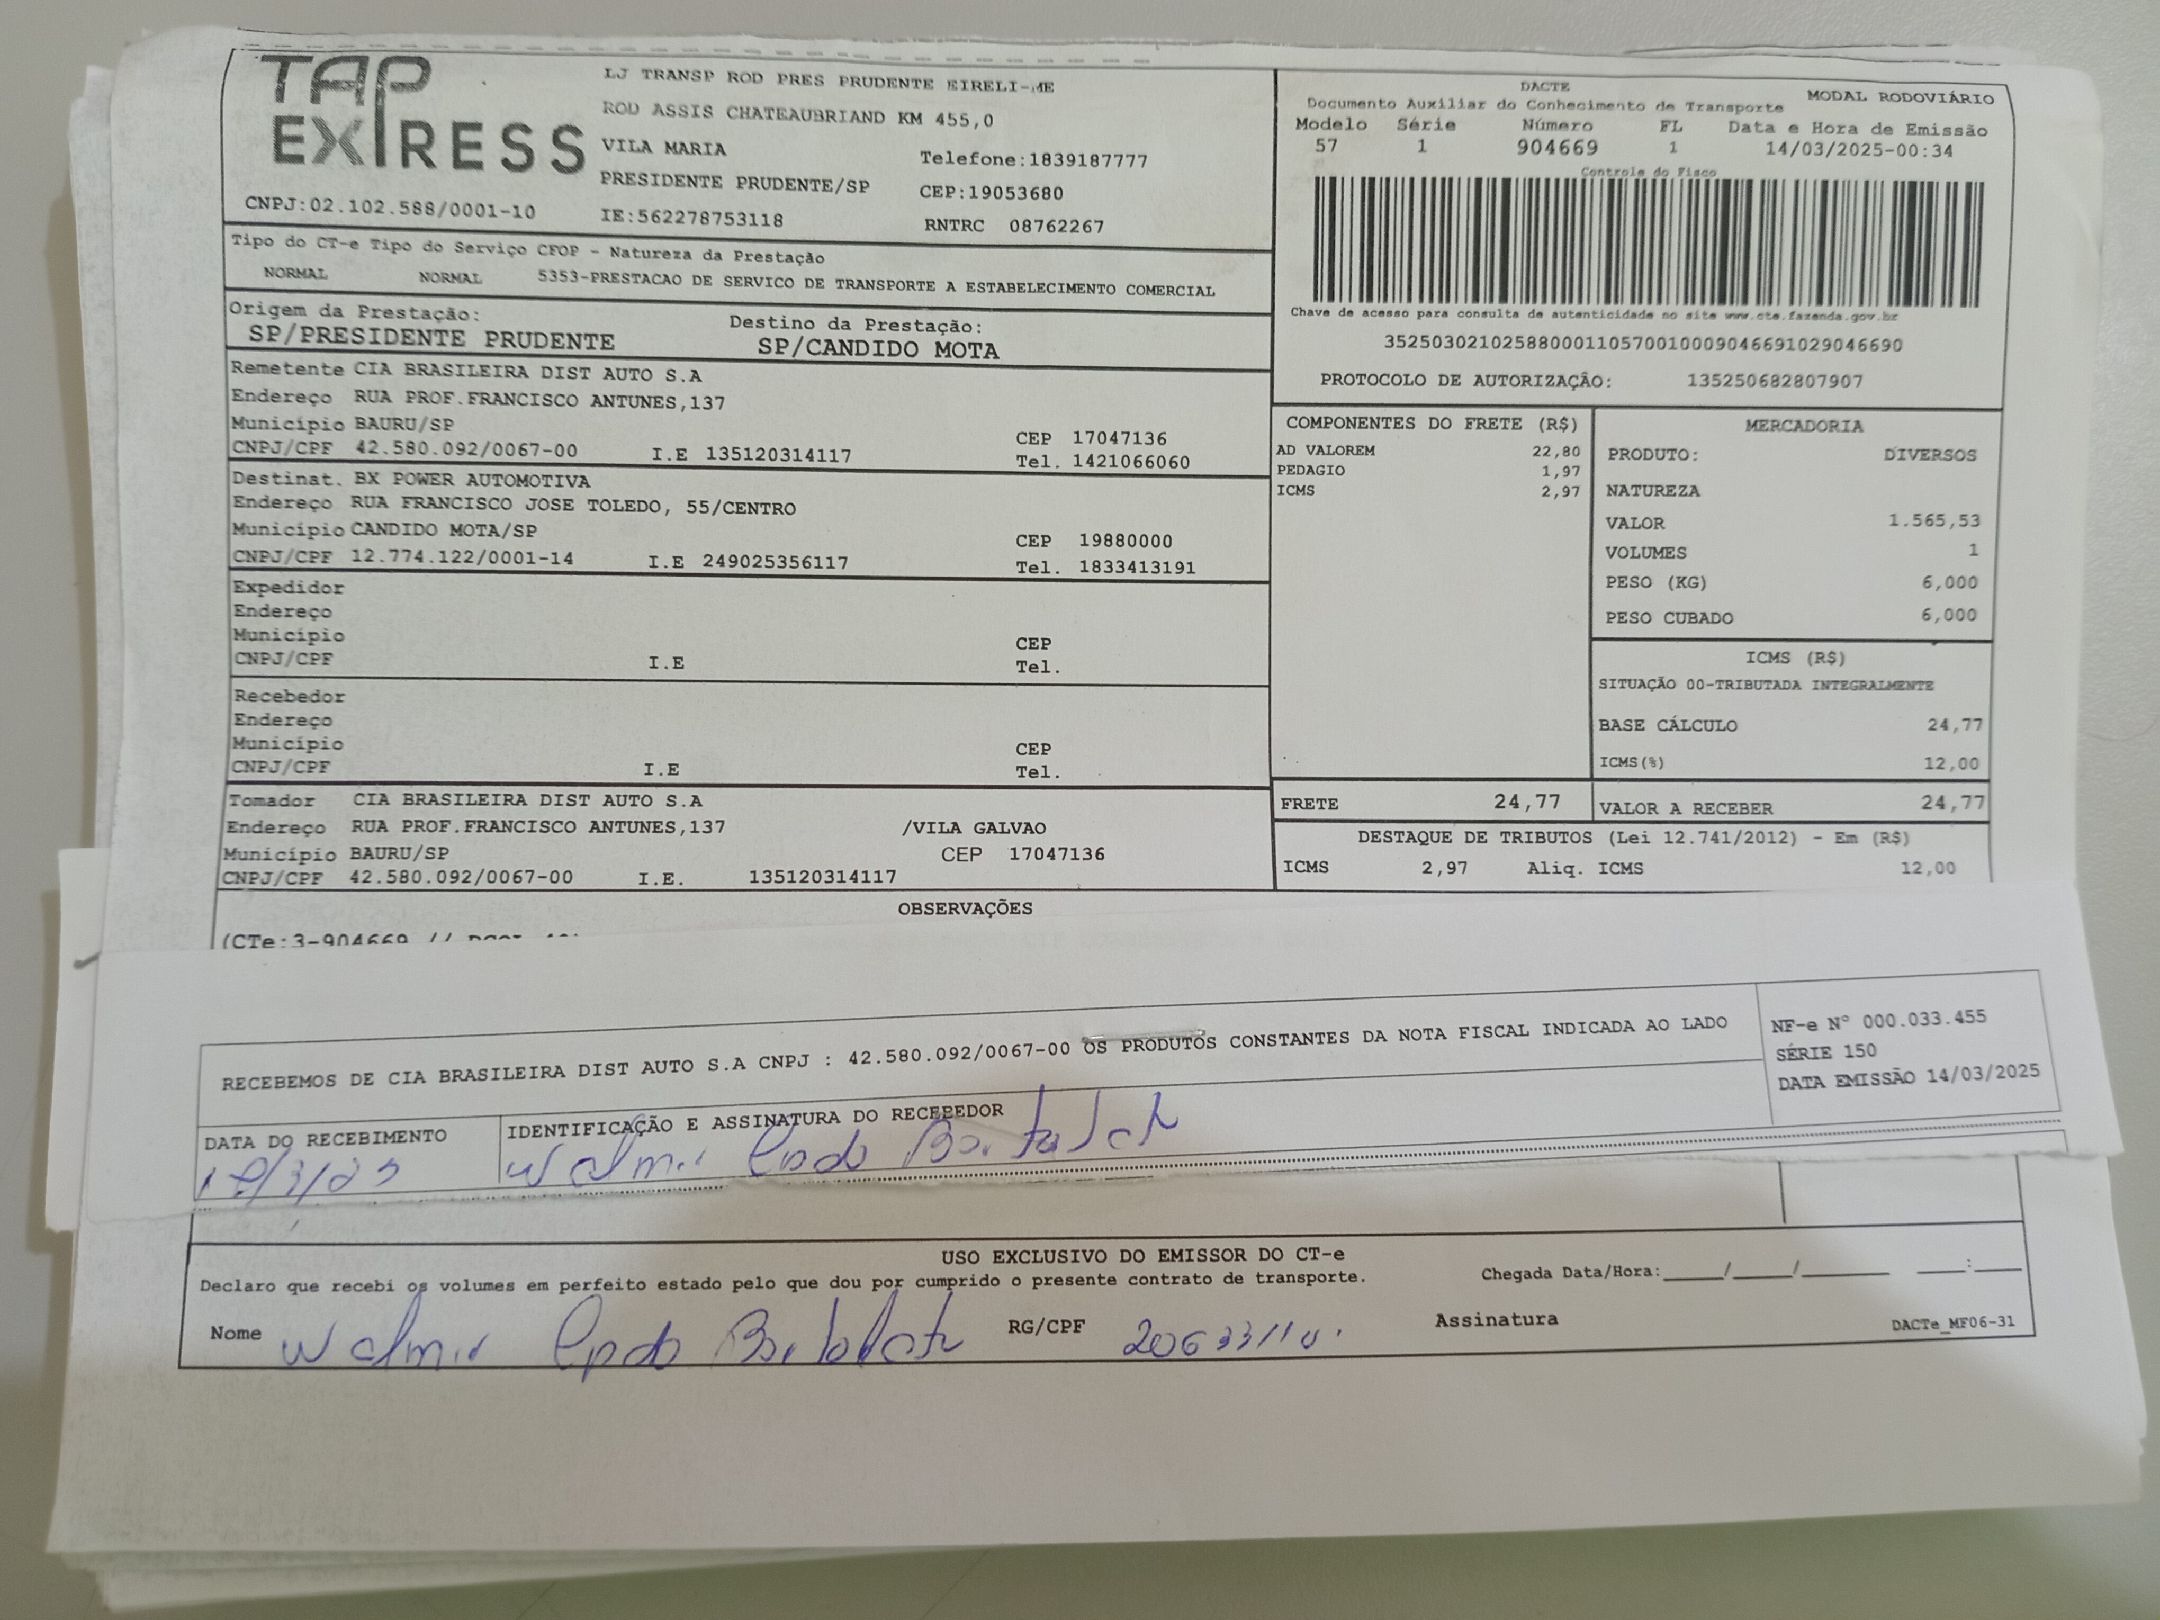 TAP EXPRESS
LJ TRANSP ROD PRES PRUDENTE EIRELI-ME
ROD ASSIS CHATEAUBRIAND KM 455,0
VILA MARIA
Telefone:1839187777
PRESIDENTE PRUDENTE/SP
CEP:19053680
CNPJ:02.102.588/0001-10
IE:562278753118
RNTRC 08762267
DACTE
MODAL RODOVIÁRIO
Documento Auxiliar do Conhecimento de Transporte
Modelo Série Número FL Data e Hora de Emissão
57 1 904669 1 14/03/2025-00:34
Controle do Fisco
Chave de acesso para consulta de autenticidade no site www.cte.fazenda.gov.br
35250302102588000110570010009046691029046690
PROTOCOLO DE AUTORIZAÇÃO: 135250682807907
Tipo do CT-e Tipo do Serviço CFOP - Natureza da Prestação
NORMAL NORMAL 5353-PRESTACAO DE SERVICO DE TRANSPORTE A ESTABELECIMENTO COMERCIAL
Origem da Prestação: Destino da Prestação:
SP/PRESIDENTE PRUDENTE SP/CANDIDO MOTA
Remetente CIA BRASILEIRA DIST AUTO S.A
Endereço RUA PROF.FRANCISCO ANTUNES,137
Município BAURU/SP CEP 17047136
CNPJ/CPF 42.580.092/0067-00 I.E 135120314117 Tel. 1421066060
Destinat. BX POWER AUTOMOTIVA
Endereço RUA FRANCISCO JOSE TOLEDO, 55/CENTRO
Município CANDIDO MOTA/SP CEP 19880000
CNPJ/CPF 12.774.122/0001-14 I.E 249025356117 Tel. 1833413191
Expedidor
Endereço
Município CEP
CNPJ/CPF I.E Tel.
Recebedor
Endereço
Município CEP
CNPJ/CPF I.E Tel.
Tomador CIA BRASILEIRA DIST AUTO S.A
Endereço RUA PROF.FRANCISCO ANTUNES,137 /VILA GALVAO
Município BAURU/SP CEP 17047136
CNPJ/CPF 42.580.092/0067-00 I.E. 135120314117
COMPONENTES DO FRETE (R$)
AD VALOREM 22,80
PEDAGIO 1,97
ICMS 2,97
MERCADORIA
PRODUTO: DIVERSOS
NATUREZA
VALOR 1.565,53
VOLUMES 1
PESO (KG) 6,000
PESO CUBADO 6,000
ICMS (R$)
SITUAÇÃO 00-TRIBUTADA INTEGRALMENTE
BASE CÁLCULO 24,77
ICMS(%) 12,00
FRETE 24,77 VALOR A RECEBER 24,77
DESTAQUE DE TRIBUTOS (Lei 12.741/2012) - Em (R$)
ICMS 2,97 Aliq. ICMS 12,00
OBSERVAÇÕES
(CTe:3-904669 //
RECEBEMOS DE CIA BRASILEIRA DIST AUTO S.A CNPJ : 42.580.092/0067-00 OS PRODUTOS CONSTANTES DA NOTA FISCAL INDICADA AO LADO
NF-e Nº 000.033.455
SÉRIE 150
DATA EMISSÃO 14/03/2025
DATA DO RECEBIMENTO IDENTIFICAÇÃO E ASSINATURA DO RECEBEDOR
Walmir
USO EXCLUSIVO DO EMISSOR DO CT-e
Declaro que recebi os volumes em perfeito estado pelo que dou por cumprido o presente contrato de transporte.
Chegada Data/Hora:_____/_____/________ _____:_____
Nome Walmir RG/CPF Assinatura
DACTe_MF06-31